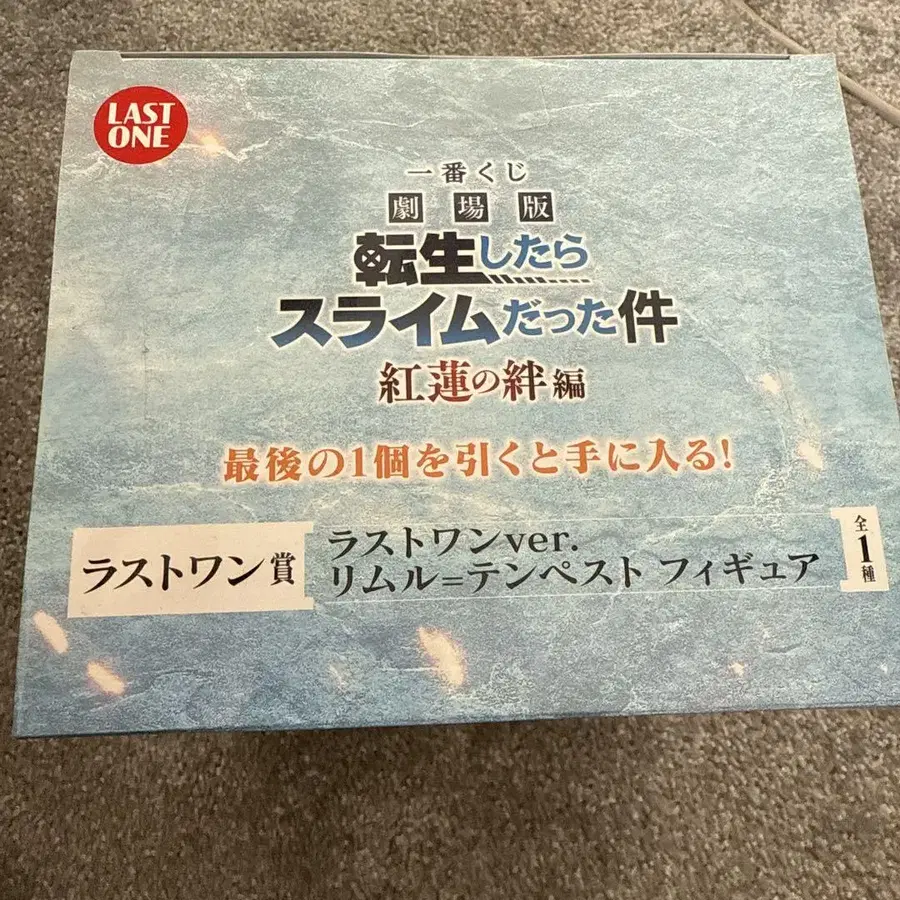 LAST
ONE
一番くじ
劇場版
転生したら
スライムだった件
紅蓮の絆編
最後の1個を引くと手に入る!
ラストワン賞
ラストワンver.
リムル=テンペスト フィギュア
全1種